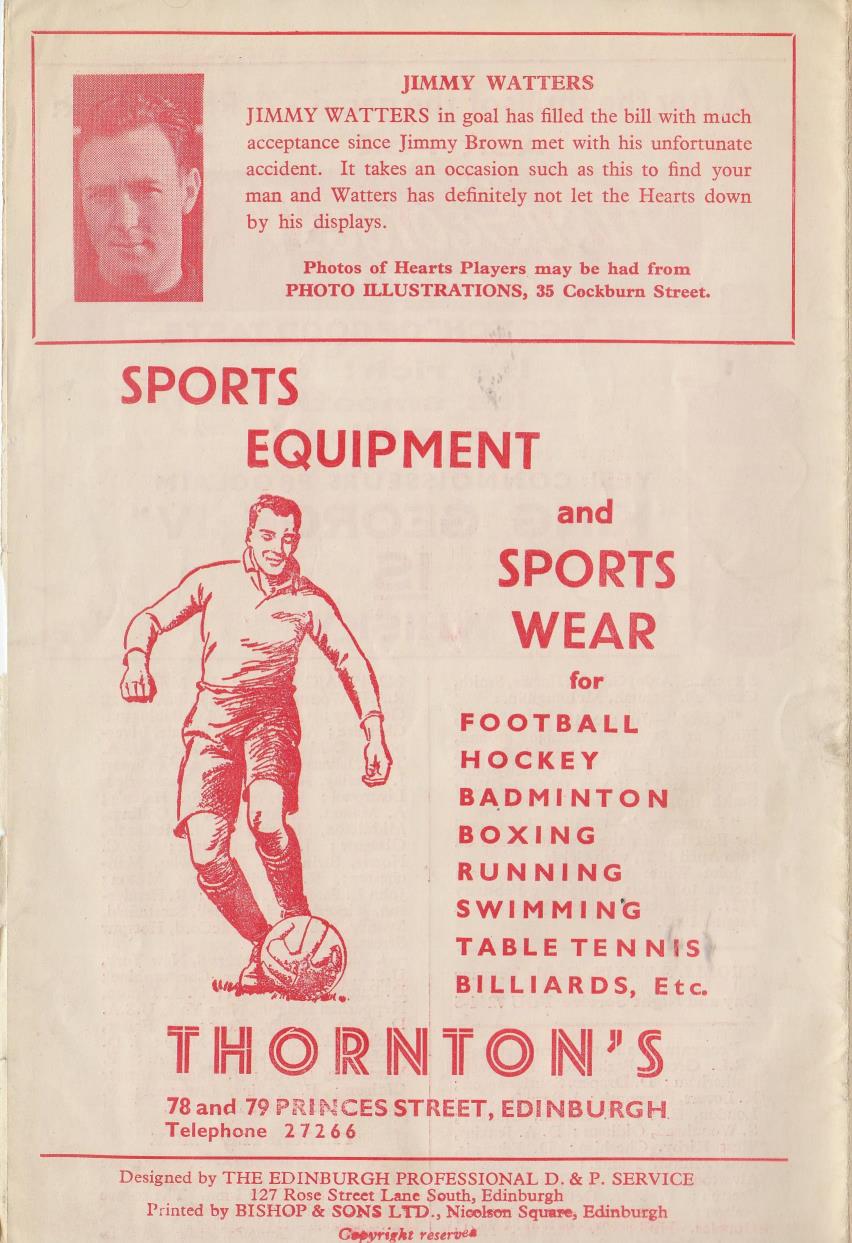 JIMMY WATTERS
JIMMY WATTERS in goal has filled the bill with much
acceptance since Jimmy Brown met with his unfortunate
accident. It takes an occasion such as this to find your
man and Watters has definitely not let the Hearts down
by his displays.
Photos of Hearts Players may be had from
PHOTO ILLUSTRATIONS, 35 Cockburn Street.
SPORTS
EQUIPMENT
and
SPORTS
WEAR
for
FOOTBALL
HOCKEY
BADMINTON
BOXING
RUNNING
SWIMMING
TABLE TENNIS
BILLIARDS, Etc.
THORNTON'S
78 and 79 PRINCES STREET, EDINBURGH
Telephone 27266
Designed by THE EDINBURGH PROFESSIONAL D. & P. SERVICE
127 Rose Street Lane South, Edinburgh
Printed by BISHOP & SONS LTD., Nicolson Square, Edinburgh
Copyright reserved